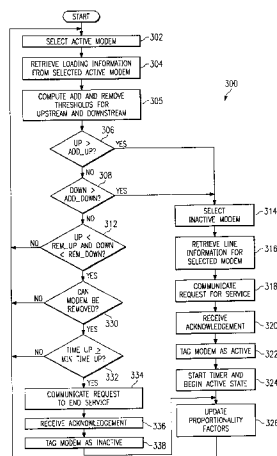 START
SELECT ACTIVE MODEM
302
RETRIEVE LOADING INFORMATION
FROM SELECTED ACTIVE MODEM
304
COMPUTE ADD AND REMOVE
THRESHOLDS FOR
UPSTREAM AND DOWNSTREAM
305
300
306
UP >
ADD_UP?
YES
NO
308
DOWN >
ADD_DOWN?
YES
NO
312
UP <
REM_UP AND DOWN
< REM_DOWN?
NO
YES
CAN
MODEM BE
REMOVED?
NO
330
YES
TIME UP ≥
MIN TIME UP?
NO
332
YES
334
COMMUNICATE REQUEST
TO END SERVICE
RECEIVE ACKNOWLEDGEMENT
336
TAG MODEM AS INACTIVE
338
SELECT
INACTIVE MODEM
314
RETRIEVE LINE
INFORMATION FOR
SELECTED MODEM
316
COMMUNICATE
REQUEST FOR SERVICE
318
RECEIVE
ACKNOWLEDGEMENT
320
TAG MODEM AS ACTIVE
322
START TIMER AND
BEGIN ACTIVE STATE
324
UPDATE
PROPORTIONALITY
FACTORS
326